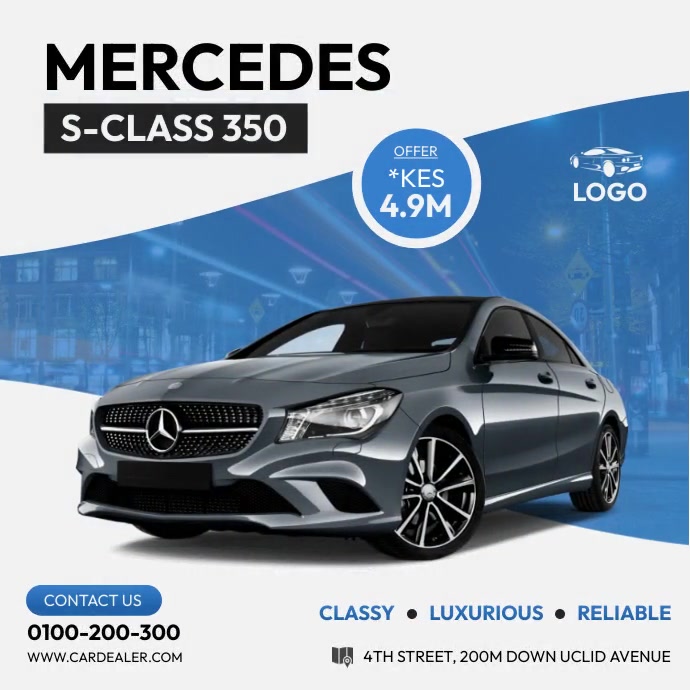 MERCEDES
S-CLASS 350
OFFER
*KES
4.9M
LOGO
CONTACT US
0100-200-300
WWW.CARDEALER.COM
CLASSY • LUXURIOUS • RELIABLE
4TH STREET, 200M DOWN UCLID AVENUE